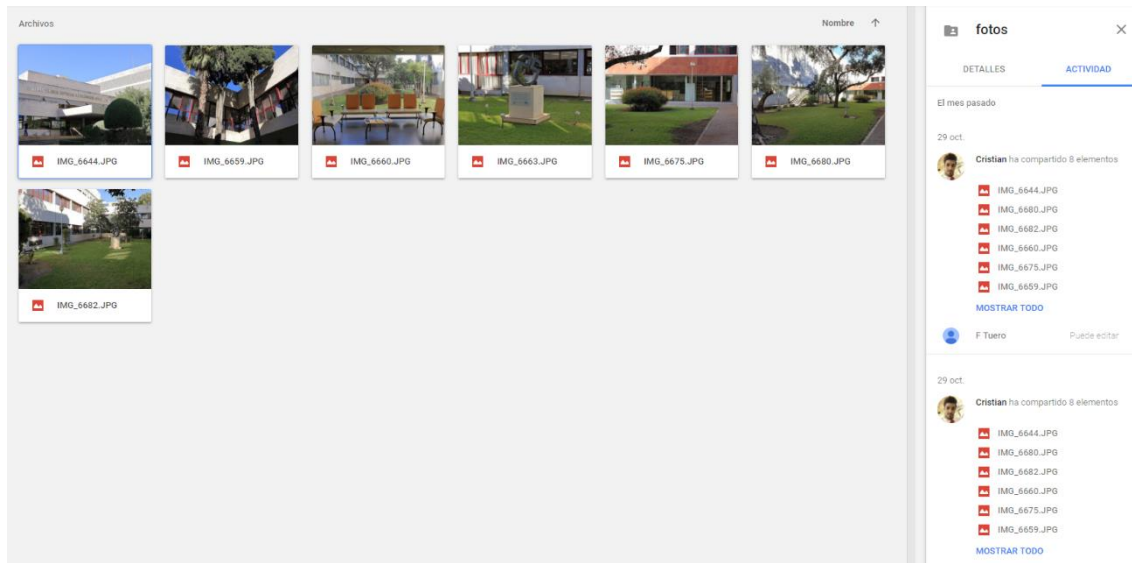 Archivos
Nombre
IMG_6644.JPG
IMG_6659.JPG
IMG_6660.JPG
IMG_6663.JPG
IMG_6675.JPG
IMG_6680.JPG
IMG_6682.JPG
fotos
DETALLES
ACTIVIDAD
El mes pasado
29 oct.
Cristian ha compartido 8 elementos
IMG_6644.JPG
IMG_6680.JPG
IMG_6682.JPG
IMG_6660.JPG
IMG_6675.JPG
IMG_6659.JPG
MOSTRAR TODO
F Tuero Puede editar
29 oct.
Cristian ha compartido 8 elementos
IMG_6644.JPG
IMG_6680.JPG
IMG_6682.JPG
IMG_6660.JPG
IMG_6675.JPG
IMG_6659.JPG
MOSTRAR TODO